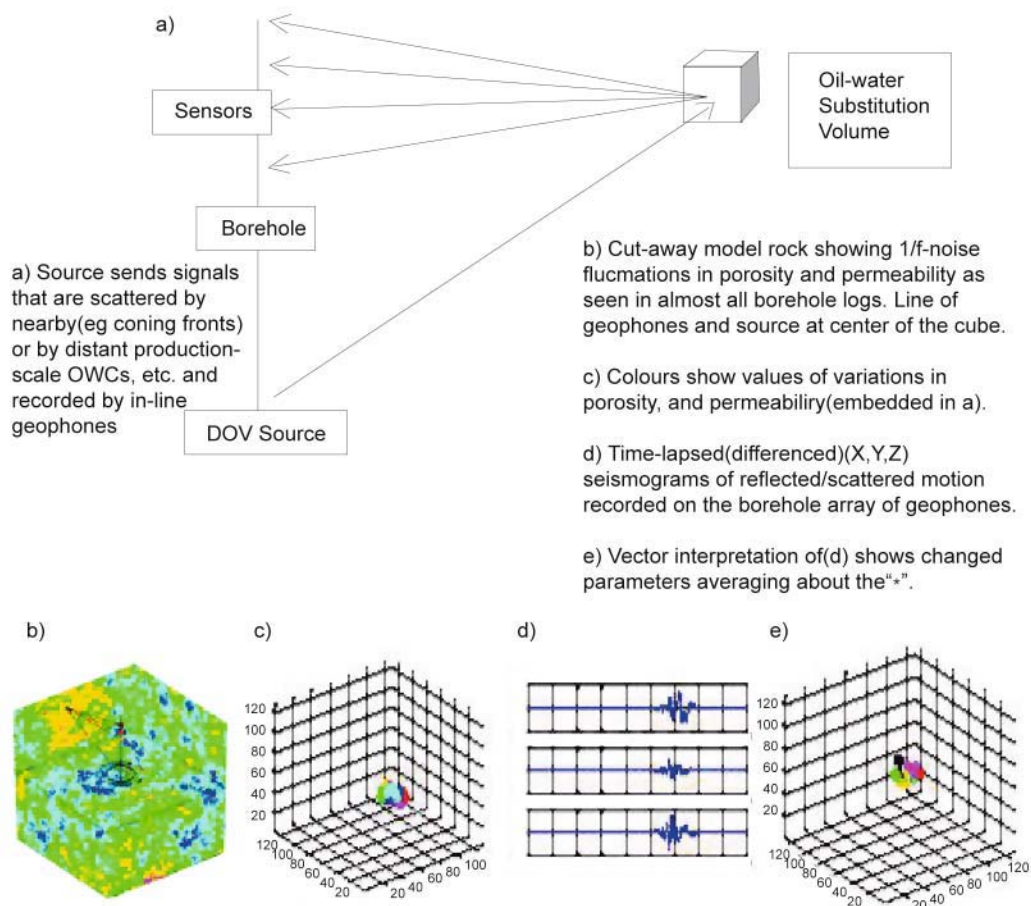 a)
Sensors
Oil-water
Substitution
Volume
Borehole
a) Source sends signals
that are scattered by
nearby(eg coning fronts)
or by distant production-
scale OWCs, etc. and
recorded by in-line
geophones
DOV Source
b) Cut-away model rock showing 1/f-noise
flucmations in porosity and permeability as
seen in almost all borehole logs. Line of
geophones and source at center of the cube.
c) Colours show values of variations in
porosity, and permeabiliry(embedded in a).
d) Time-lapsed(differenced)(X,Y,Z)
seismograms of reflected/scattered motion
recorded on the borehole array of geophones.
e) Vector interpretation of(d) shows changed
parameters averaging about the“*”.
b)
c)
120
100
80
60
40
20
120
100
80
60
40
20
20
40
60
80
100
120
d)
e)
120
100
80
60
40
20
120
100
80
60
40
20
20
40
60
80
100
120